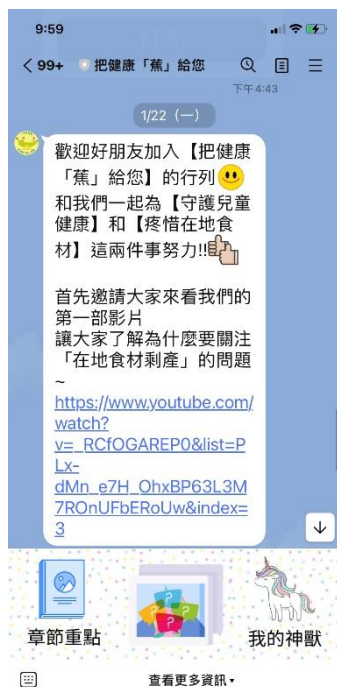 9:59
99+ 把健康「蕉」給您
下午4:43
1/22 (一)
歡迎好朋友加入【把健康
「蕉」給您】的行列
和我們一起為【守護兒童
健康】和【疼惜在地食
材】這兩件事努力!!
首先邀請大家來看我們的
第一部影片
讓大家了解為什麼要關注
「在地食材剩產」的問題
~
https://www.youtube.com/
watch?
v=_RCfOGAREP0&list=P
Lx-
dMn_e7H_OhxBP63L3M
7ROnUFbERoUw&index=
3
章節重點
? ? ? ?
我的神獸
查看更多資訊